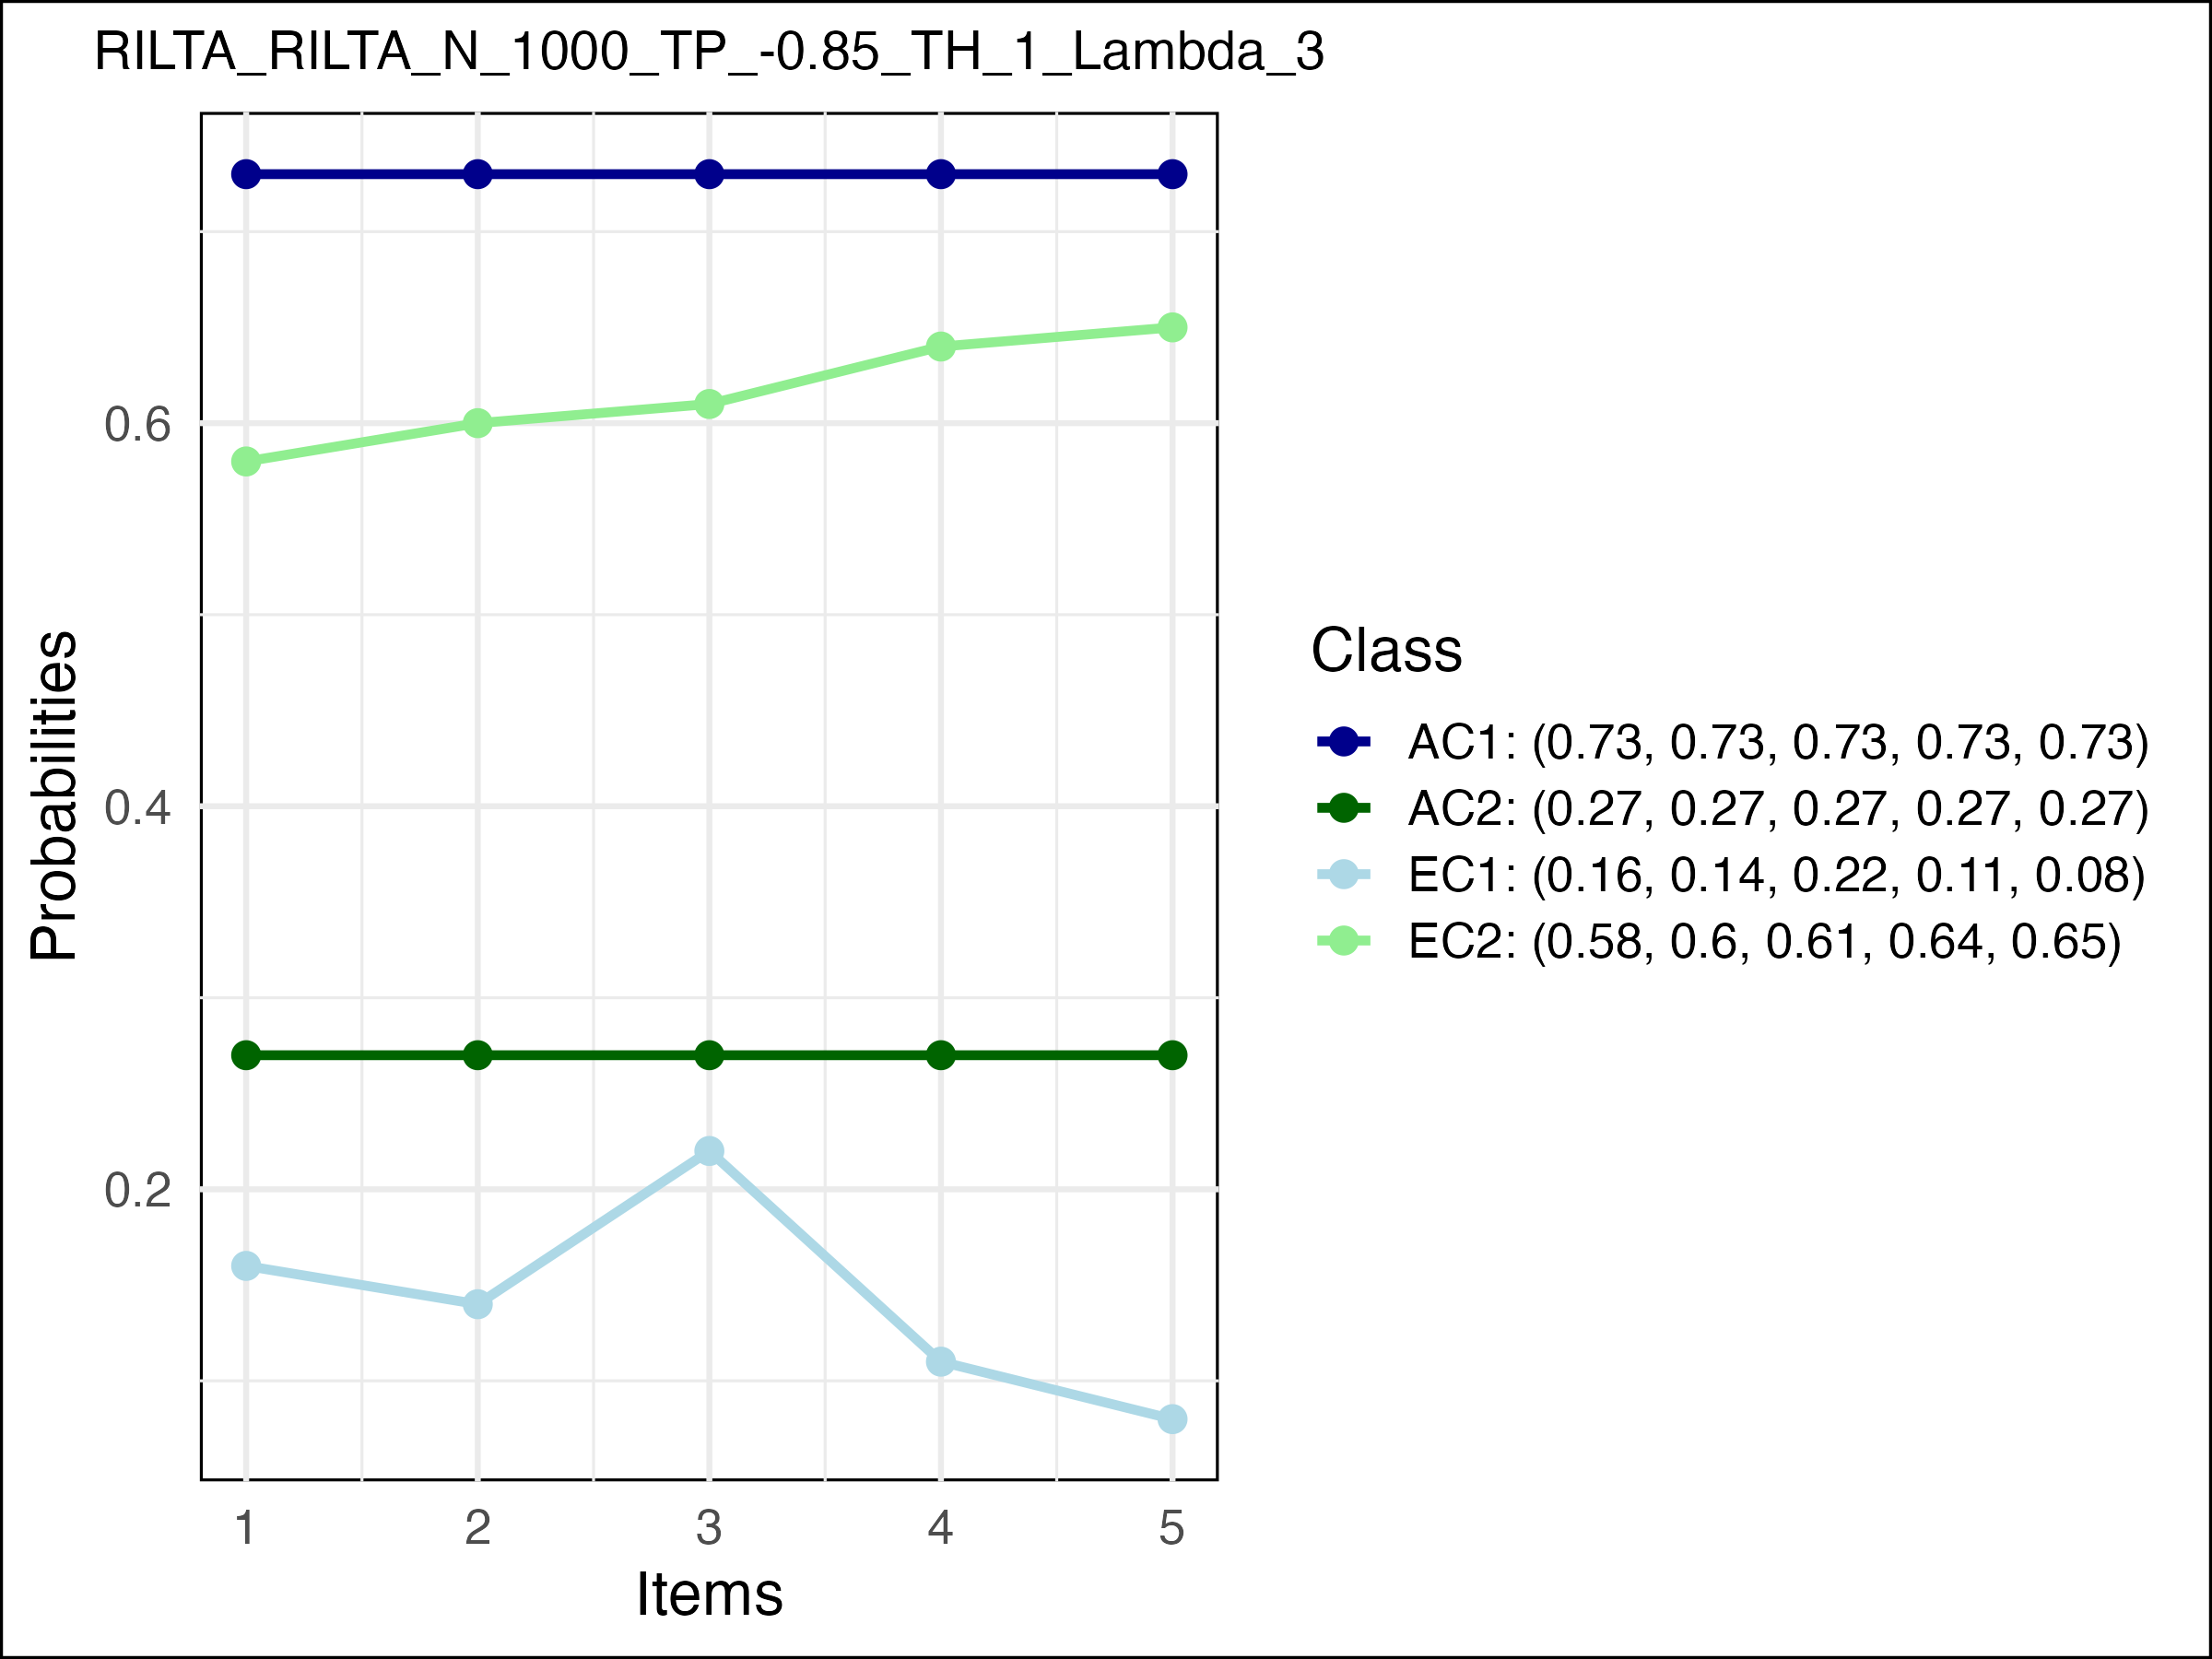 RILTA_RILTA_N_1000_TP_-0.85_TH_1_Lambda_3
Probabilities
0.6
0.4
0.2
1 2 3 4 5
Items
Class
AC1: (0.73, 0.73, 0.73, 0.73, 0.73)
AC2: (0.27, 0.27, 0.27, 0.27, 0.27)
EC1: (0.16, 0.14, 0.22, 0.11, 0.08)
EC2: (0.58, 0.6, 0.61, 0.64, 0.65)